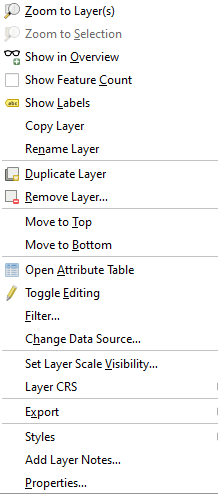 Zoom to Layer(s)
Zoom to Selection
Show in Overview
Show Feature Count
abc Show Labels
Copy Layer
Rename Layer
Duplicate Layer
Remove Layer...
Move to Top
Move to Bottom
Open Attribute Table
Toggle Editing
Filter...
Change Data Source...
Set Layer Scale Visibility...
Layer CRS
Export
Styles
Add Layer Notes...
Properties...